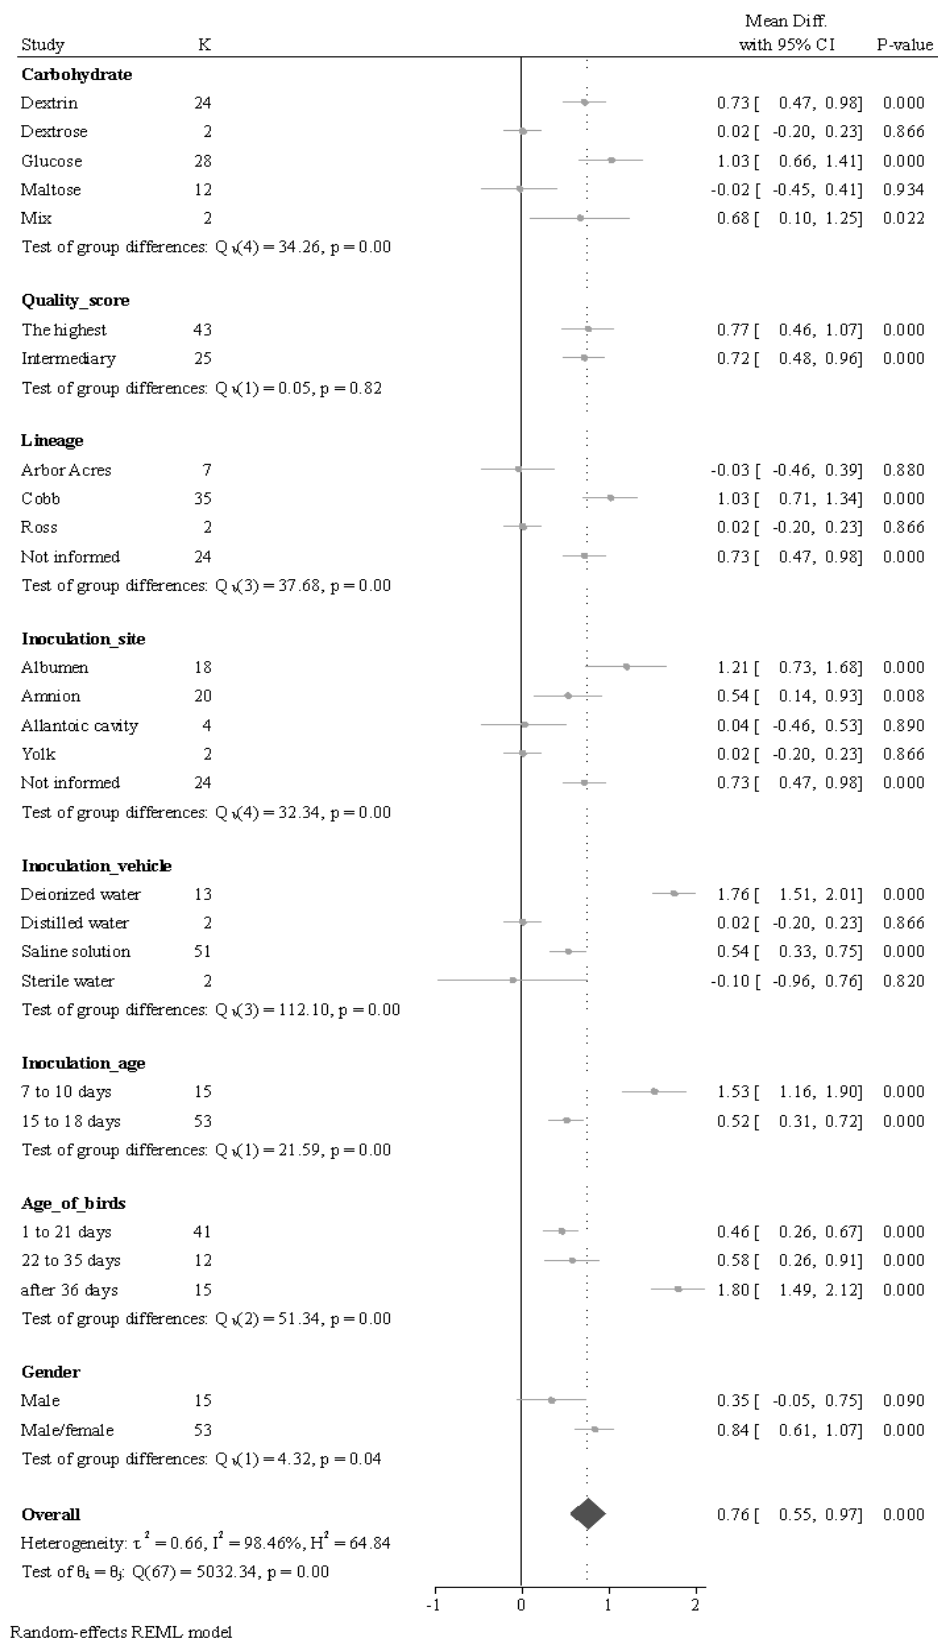 Mean Diff.
Study K with 95% CI P-value
Carbohydrate
Dextrin 24 0.73 [ 0.47, 0.98] 0.000
Dextrose 2 0.02 [ -0.20, 0.23] 0.866
Glucose 28 1.03 [ 0.66, 1.41] 0.000
Maltose 12 -0.02 [ -0.45, 0.41] 0.934
Mix 2 0.68 [ 0.10, 1.25] 0.022
Test of group differences: Q b(4) = 34.26, p = 0.00
Quality_score
The highest 43 0.77 [ 0.46, 1.07] 0.000
Intermediary 25 0.72 [ 0.48, 0.96] 0.000
Test of group differences: Q b(1) = 0.05, p = 0.82
Lineage
Arbor Acres 7 -0.03 [ -0.46, 0.39] 0.880
Cobb 35 1.03 [ 0.71, 1.34] 0.000
Ross 2 0.02 [ -0.20, 0.23] 0.866
Not informed 24 0.73 [ 0.47, 0.98] 0.000
Test of group differences: Q b(3) = 37.68, p = 0.00
Inoculation_site
Albumen 18 1.21 [ 0.73, 1.68] 0.000
Amnion 20 0.54 [ 0.14, 0.93] 0.008
Allantoic cavity 4 0.04 [ -0.46, 0.53] 0.890
Yolk 2 0.02 [ -0.20, 0.23] 0.866
Not informed 24 0.73 [ 0.47, 0.98] 0.000
Test of group differences: Q b(4) = 32.34, p = 0.00
Inoculation_vehicle
Deionized water 13 1.76 [ 1.51, 2.01] 0.000
Distilled water 2 0.02 [ -0.20, 0.23] 0.866
Saline solution 51 0.54 [ 0.33, 0.75] 0.000
Sterile water 2 -0.10 [ -0.96, 0.76] 0.820
Test of group differences: Q b(3) = 112.10, p = 0.00
Inoculation_age
7 to 10 days 15 1.53 [ 1.16, 1.90] 0.000
15 to 18 days 53 0.52 [ 0.31, 0.72] 0.000
Test of group differences: Q b(1) = 21.59, p = 0.00
Age_of_birds
1 to 21 days 41 0.46 [ 0.26, 0.67] 0.000
22 to 35 days 12 0.58 [ 0.26, 0.91] 0.000
after 36 days 15 1.80 [ 1.49, 2.12] 0.000
Test of group differences: Q b(2) = 51.34, p = 0.00
Gender
Male 15 0.35 [ -0.05, 0.75] 0.090
Male/female 53 0.84 [ 0.61, 1.07] 0.000
Test of group differences: Q b(1) = 4.32, p = 0.04
Overall 0.76 [ 0.55, 0.97] 0.000
Heterogeneity: τ² = 0.66, I² = 98.46%, H² = 64.84
Test of θi = θj: Q(67) = 5032.34, p = 0.00
-1 0 1 2
Random-effects REML model